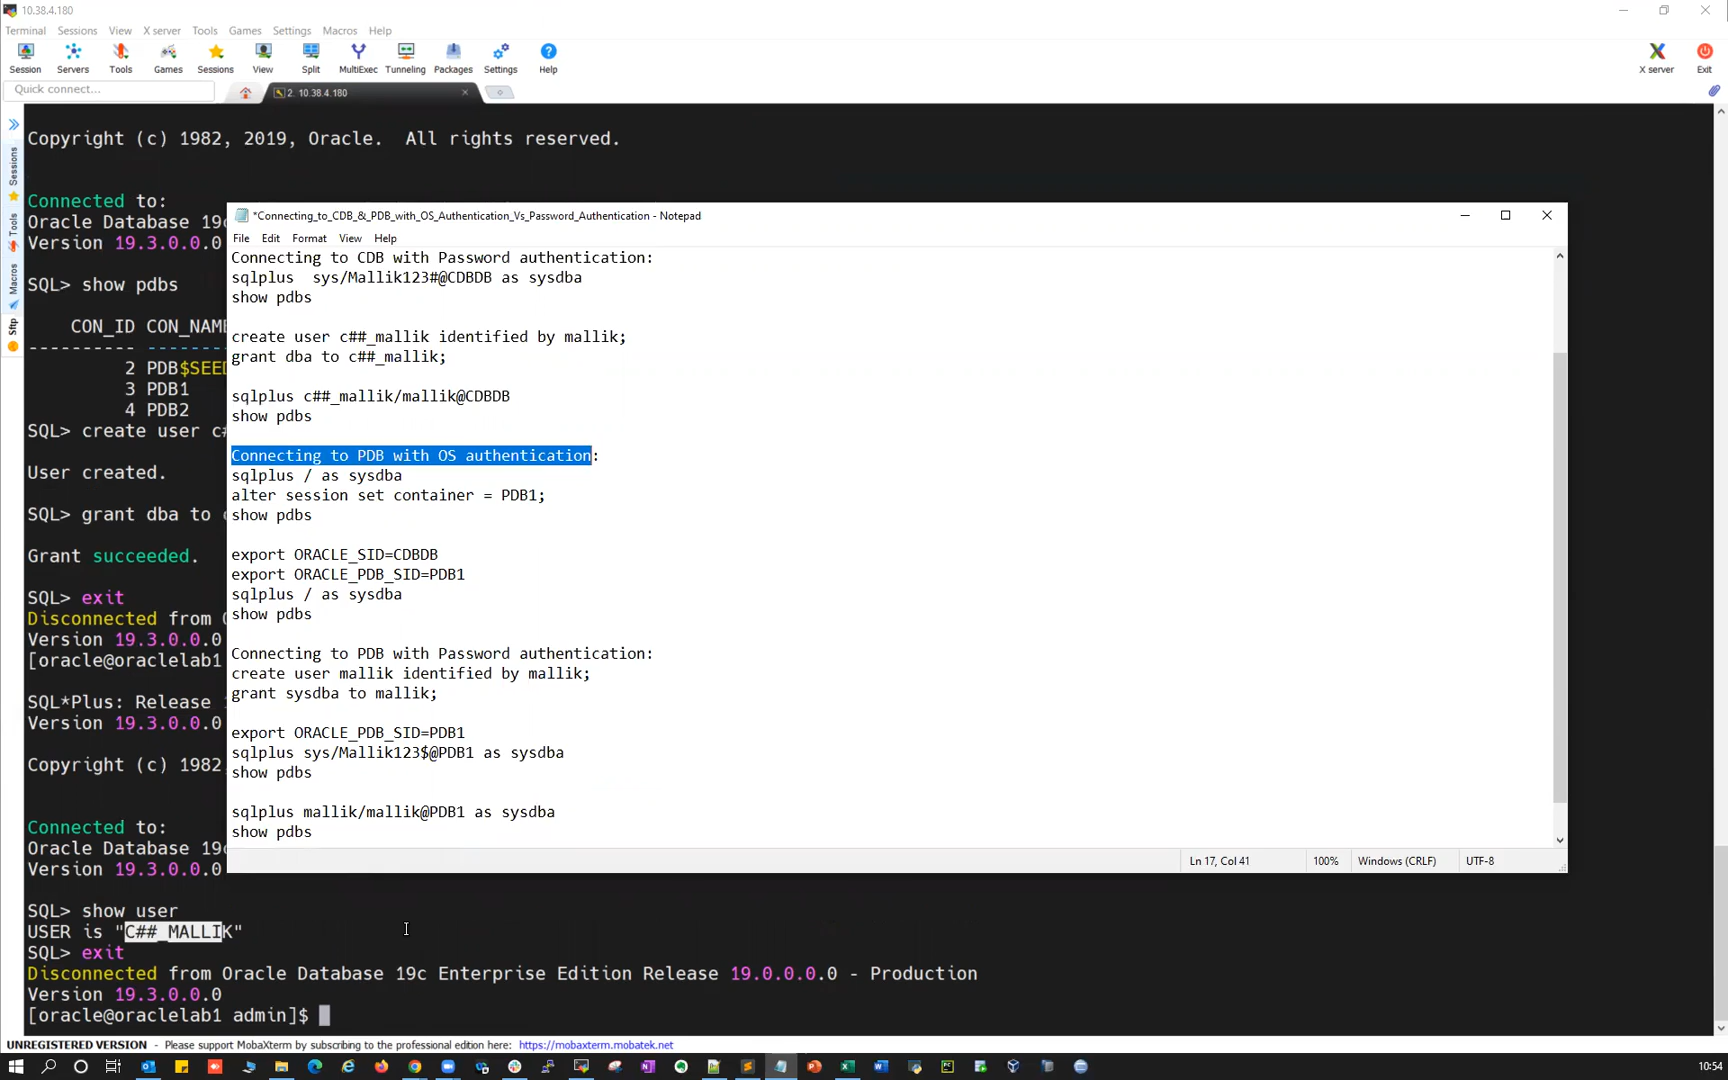 10.38.4.180
Terminal Sessions View X server Tools Games Settings Macros Help
Session Servers Tools Games Sessions View Split MultiExec Tunneling Packages Settings Help X server Exit
Quick connect...
2. 10.38.4.180
Sessions
Tools
Macros
Sftp
Copyright (c) 1982, 2019, Oracle.  All rights reserved.
Connected to:
Oracle Database 19c
Version 19.3.0.0.0
SQL> show pdbs
CON_ID CON_NAME
---------- --------
2 PDB$SEED
3 PDB1
4 PDB2
SQL> create user c#
User created.
SQL> grant dba to c
Grant succeeded.
SQL> exit
Disconnected from O
Version 19.3.0.0.0
[oracle@oraclelab1
SQL*Plus: Release
Version 19.3.0.0.0
Copyright (c) 1982
Connected to:
Oracle Database 19c
Version 19.3.0.0.0
SQL> show user
USER is "C##_MALLIK"
SQL> exit
Disconnected from Oracle Database 19c Enterprise Edition Release 19.0.0.0.0 - Production
Version 19.3.0.0.0
[oracle@oraclelab1 admin]$
*Connecting_to_CDB_&_PDB_with_OS_Authentication_Vs_Password_Authentication - Notepad
File Edit Format View Help
Connecting to CDB with Password authentication:
sqlplus  sys/Mallik123#@CDBDB as sysdba
show pdbs
create user c##_mallik identified by mallik;
grant dba to c##_mallik;
sqlplus c##_mallik/mallik@CDBDB
show pdbs
Connecting to PDB with OS authentication:
sqlplus / as sysdba
alter session set container = PDB1;
show pdbs
export ORACLE_SID=CDBDB
export ORACLE_PDB_SID=PDB1
sqlplus / as sysdba
show pdbs
Connecting to PDB with Password authentication:
create user mallik identified by mallik;
grant sysdba to mallik;
export ORACLE_PDB_SID=PDB1
sqlplus sys/Mallik123$@PDB1 as sysdba
show pdbs
sqlplus mallik/mallik@PDB1 as sysdba
show pdbs
Ln 17, Col 41 100% Windows (CRLF) UTF-8
UNREGISTERED VERSION - Please support MobaXterm by subscribing to the professional edition here: https://mobaxterm.mobatek.net
10:54